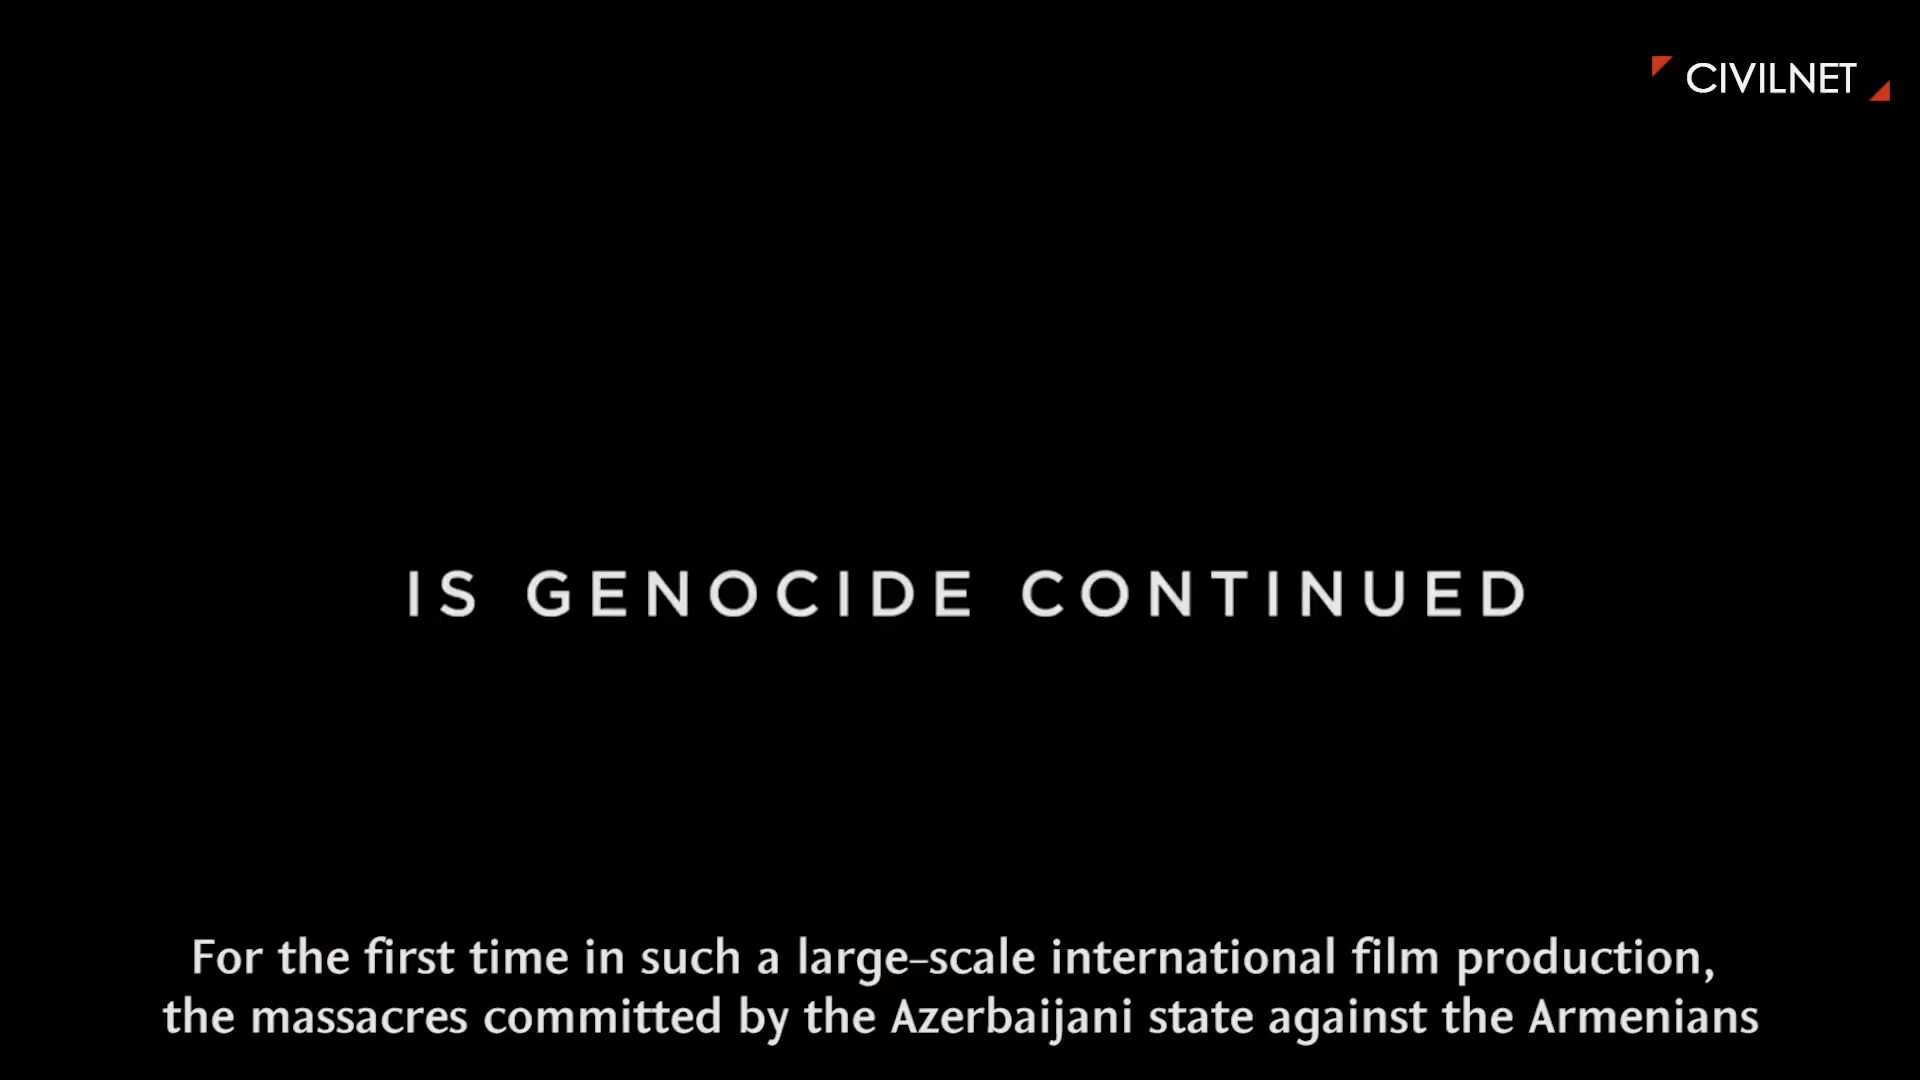 CIVILNET
IS GENOCIDE CONTINUED
For the first time in such a large-scale international film production,
the massacres committed by the Azerbaijani state against the Armenians